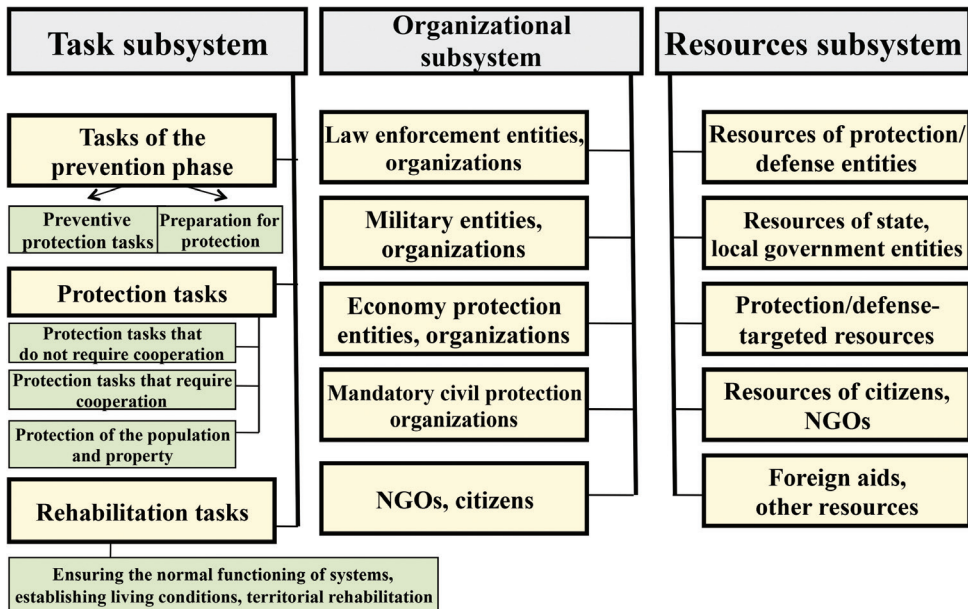 Task subsystem
Tasks of the
prevention phase
Preventive
protection tasks
Preparation for
protection
Protection tasks
Protection tasks that
do not require cooperation
Protection tasks that require
cooperation
Protection of the population
and property
Rehabilitation tasks
Ensuring the normal functioning of systems,
establishing living conditions, territorial rehabilitation
Organizational
subsystem
Law enforcement entities,
organizations
Military entities,
organizations
Economy protection
entities, organizations
Mandatory civil protection
organizations
NGOs, citizens
Resources subsystem
Resources of protection/
defense entities
Resources of state,
local government entities
Protection/defense-
targeted resources
Resources of citizens,
NGOs
Foreign aids,
other resources